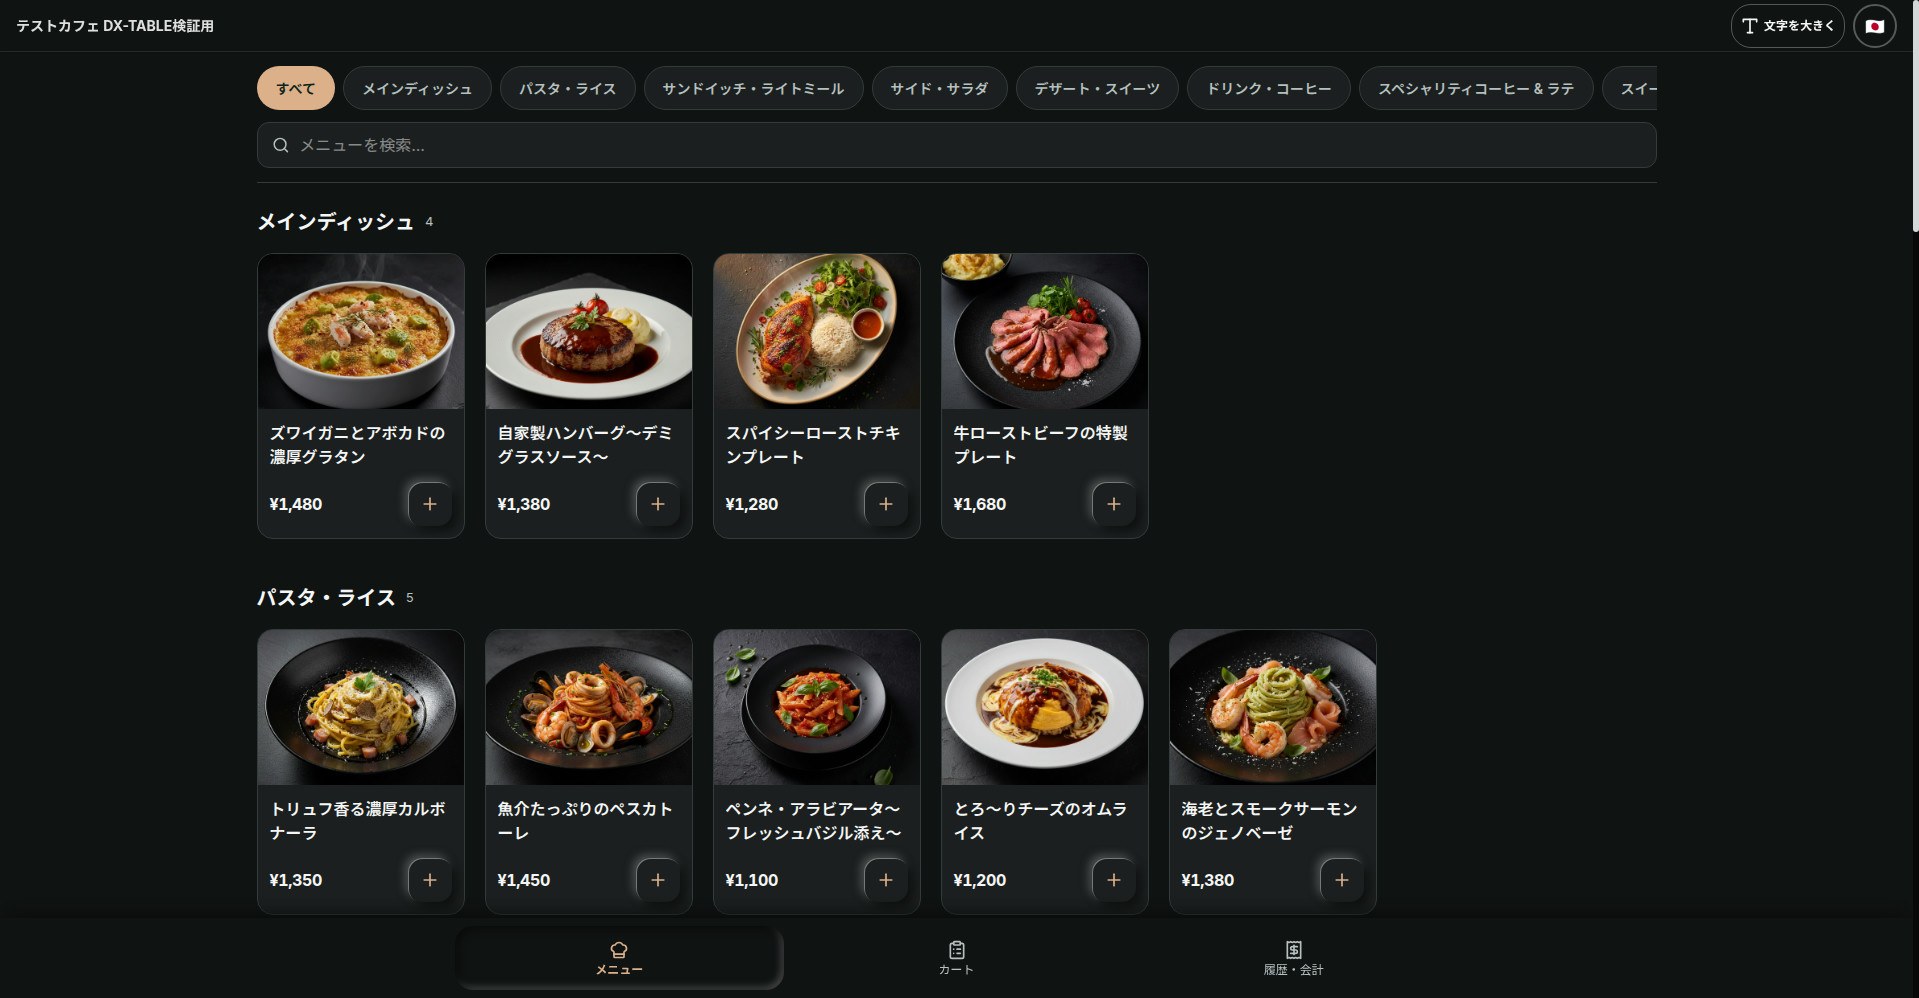 テストカフェ DX-TABLE検証用
文字を大きく
すべて
メインディッシュ
パスタ・ライス
サンドイッチ・ライトミール
サイド・サラダ
デザート・スイーツ
ドリンク・コーヒー
スペシャリティコーヒー & ラテ
スイー
メニューを検索...
メインディッシュ 4
ズワイガニとアボカドの
濃厚グラタン
¥1,480
自家製ハンバーグ〜デミ
グラスソース〜
¥1,380
スパイシーローストチキ
ンプレート
¥1,280
牛ローストビーフの特製
プレート
¥1,680
パスタ・ライス 5
トリュフ香る濃厚カルボ
ナーラ
¥1,350
魚介たっぷりのペスカト
ーレ
¥1,450
ペンネ・アラビアータ〜
フレッシュバジル添え〜
¥1,100
とろ〜りチーズのオムラ
イス
¥1,200
海老とスモークサーモン
のジェノベーゼ
¥1,380
メニュー
カート
履歴・会計